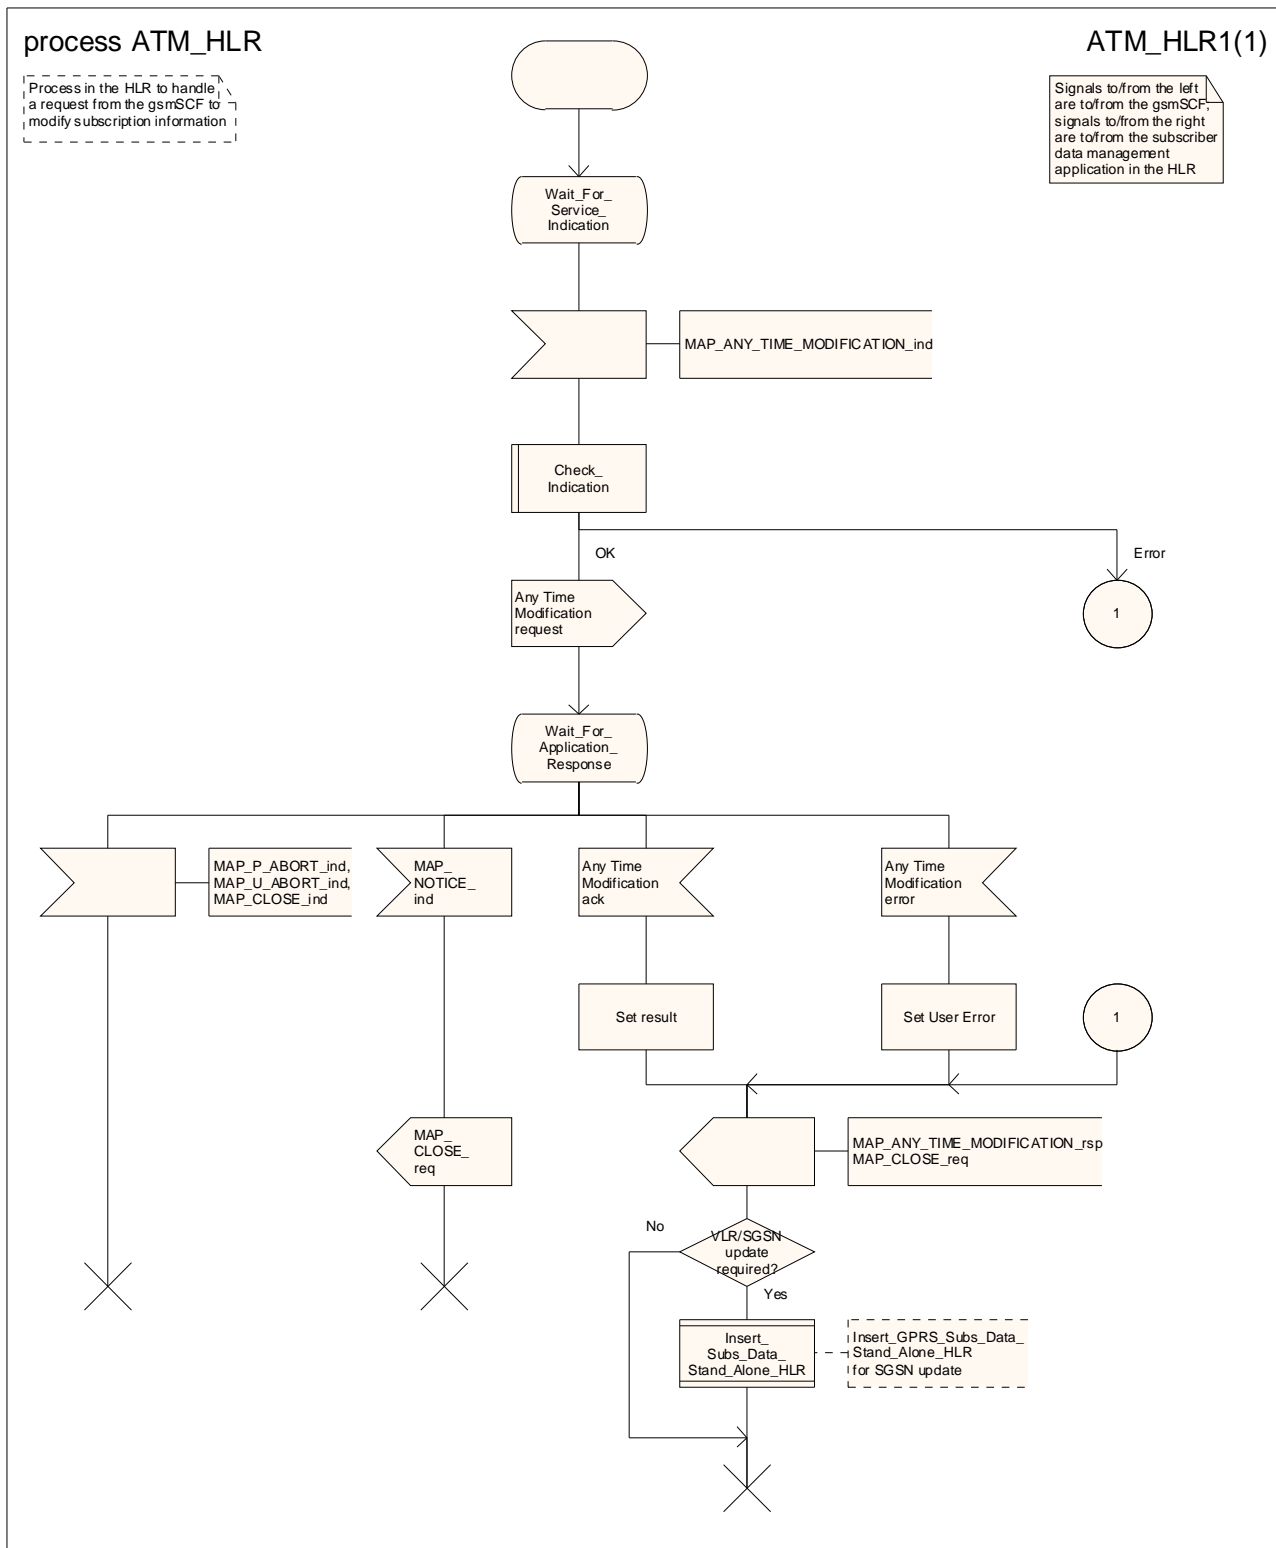 process ATM_HLR
ATM_HLR1(1)
Process in the HLR to handle
a request from the gsmSCF to
modify subscription information
Signals to/from the left
are to/from the gsmSCF;
signals to/from the right
are to/from the subscriber
data management
application in the HLR
Wait_For_
Service_
Indication
MAP_ANY_TIME_MODIFICATION_ind
Check_
Indication
OK
Error
Any Time
Modification
request
1
Wait_For_
Application_
Response
MAP_P_ABORT_ind,
MAP_U_ABORT_ind,
MAP_CLOSE_ind
MAP_
NOTICE_
ind
Any Time
Modification
ack
Any Time
Modification
error
Set result
Set User Error
1
MAP_
CLOSE_
req
MAP_ANY_TIME_MODIFICATION_rsp
MAP_CLOSE_req
No
VLR/SGSN
update
required?
Yes
Insert_
Subs_Data_
Stand_Alone_HLR
Insert_GPRS_Subs_Data_
Stand_Alone_HLR
for SGSN update